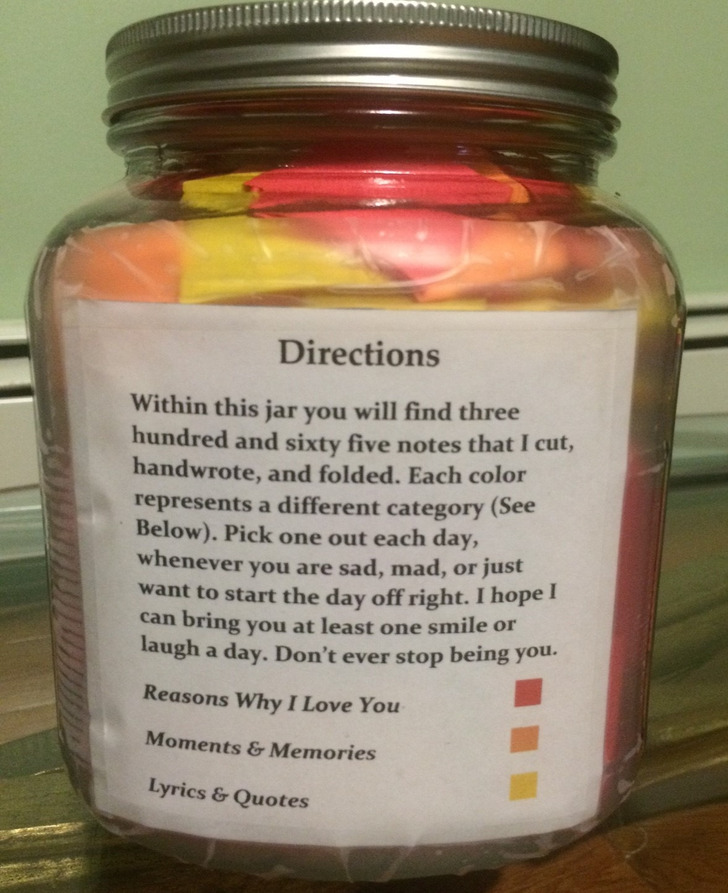 Directions
Within this jar you will find three
hundred and sixty five notes that I cut,
handwrote, and folded. Each color
represents a different category (See
Below). Pick one out each day,
whenever you are sad, mad, or just
want to start the day off right. I hope I
can bring you at least one smile or
laugh a day. Don't ever stop being you.
Reasons Why I Love You
Moments & Memories
Lyrics & Quotes